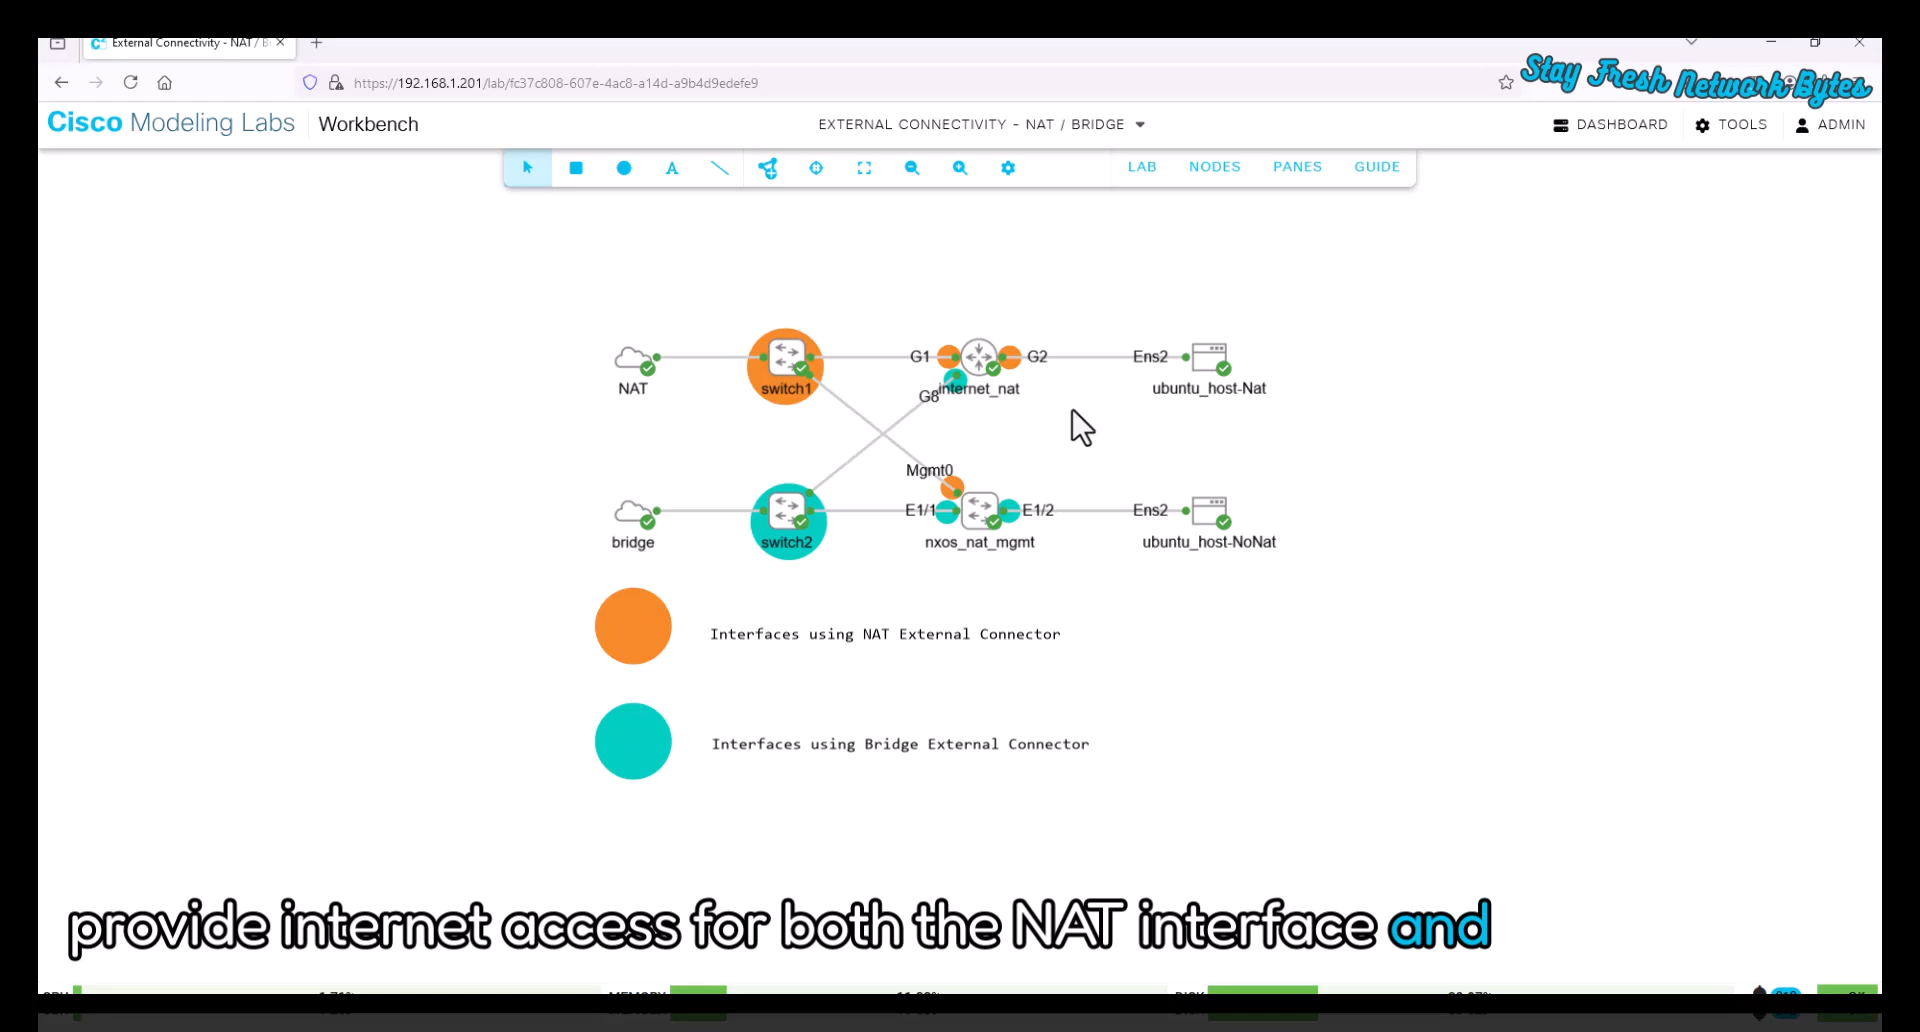 External Connectivity - NAT / B
https://192.168.1.201/lab/fc37c808-607e-4ac8-a14d-a9b4d9edefe9
Stay Fresh Network Bytes
Cisco Modeling Labs Workbench
EXTERNAL CONNECTIVITY - NAT / BRIDGE
DASHBOARD TOOLS ADMIN
A LAB NODES PANES GUIDE
G1 G2 Ens2
NAT switch1 internet_nat ubuntu_host-Nat
G8
Mgmt0
E1/1 E1/2 Ens2
bridge switch2 nxos_nat_mgmt ubuntu_host-NoNat
Interfaces using NAT External Connector
Interfaces using Bridge External Connector
provide internet access for both the NAT interface and